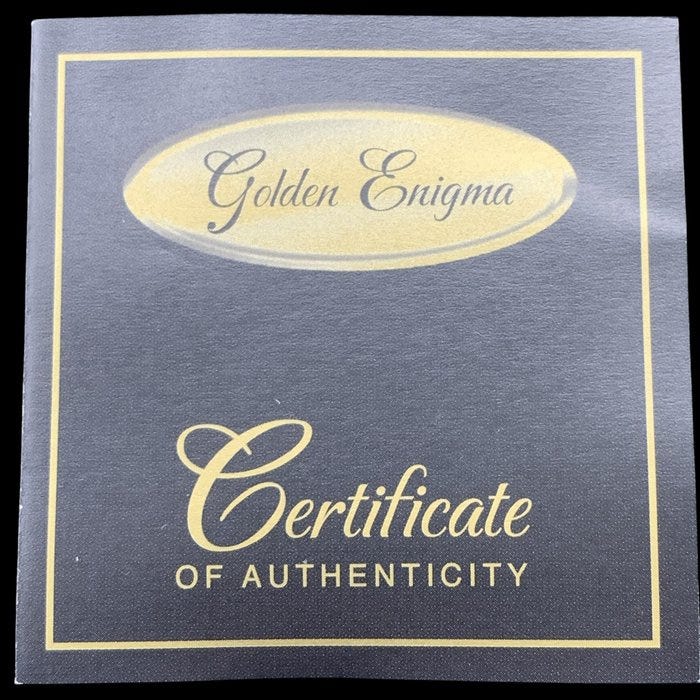 Golden Enigma
Certificate
OF AUTHENTICITY